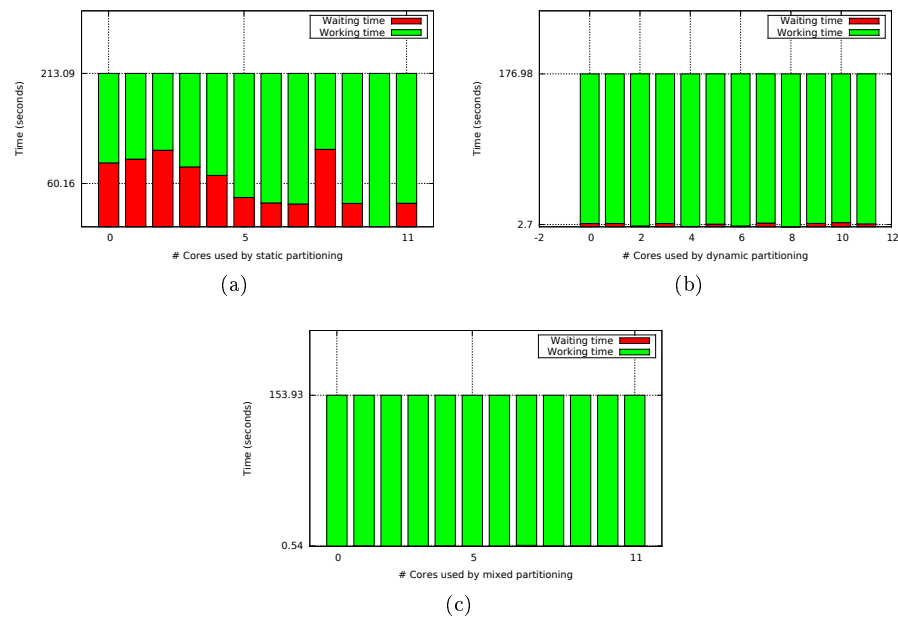 Waiting time
Working time
213.09
60.16
Time (seconds)
0 5 11
# Cores used by static partitioning
(a)
Waiting time
Working time
176.98
2.7
Time (seconds)
-2 0 2 4 6 8 10 12
# Cores used by dynamic partitioning
(b)
Waiting time
Working time
153.93
0.54
Time (seconds)
0 5 11
# Cores used by mixed partitioning
(c)